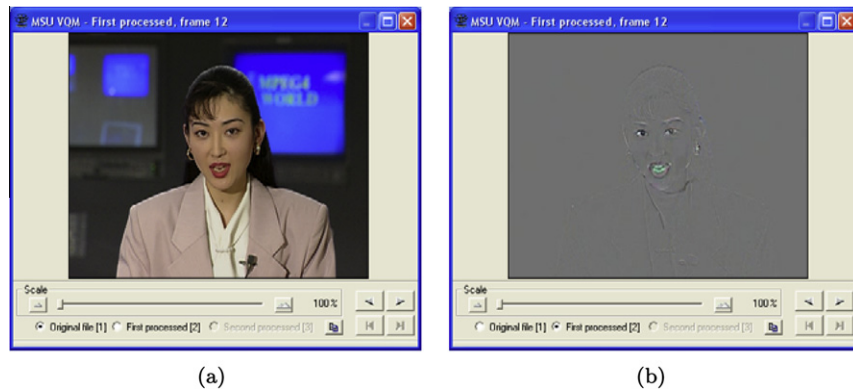 MSU VQM - First processed, frame 12
MPEG4
WORLD
Scale
100%
Original file [1] First processed [2] Second processed [3]
(a)
MSU VQM - First processed, frame 12
Scale
100%
Original file [1] First processed [2] Second processed [3]
(b)